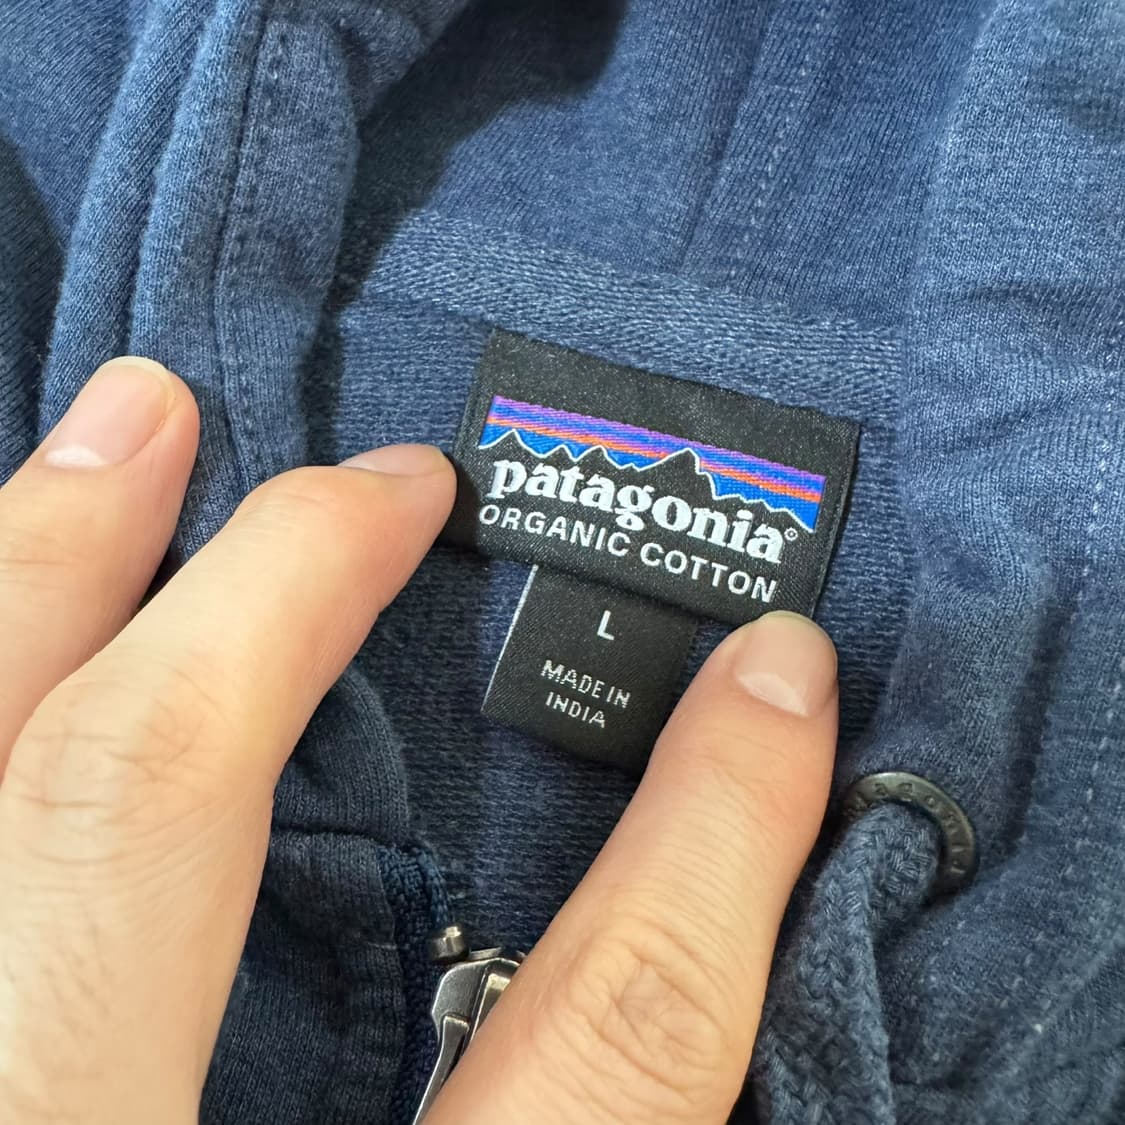 patagonia®
ORGANIC COTTON
L
MADE IN
INDIA